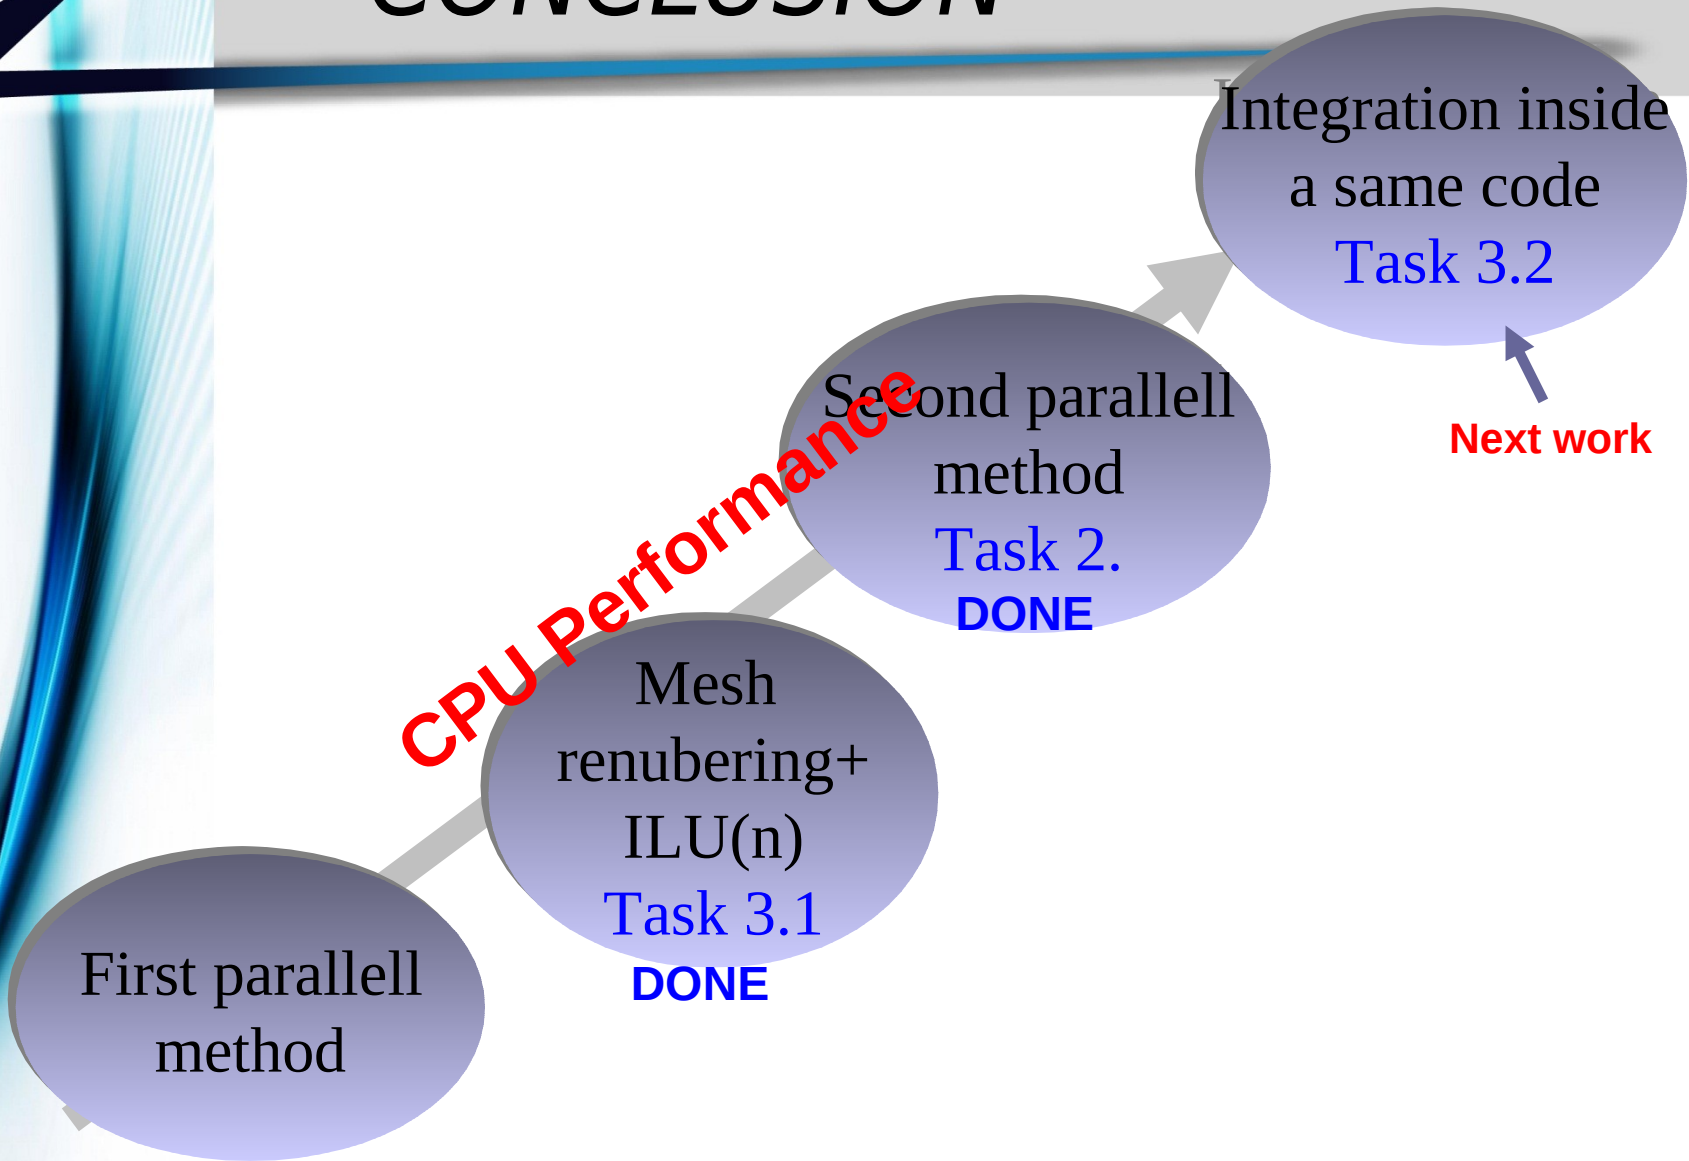 CONCLUSION
Integration inside
a same code
Task 3.2
Next work
Second parallell
method
Task 2.
DONE
CPU Performance
Mesh
renubering+
ILU(n)
Task 3.1
DONE
First parallell
method